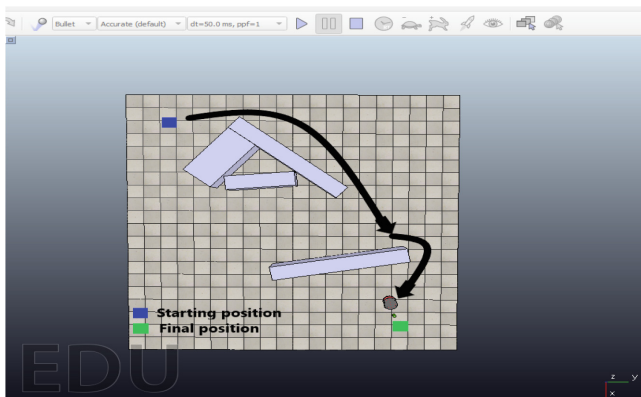 Bullet Accurate (default) dt=50.0 ms, ppf=1
Starting position
Final position
EDU
z y
x